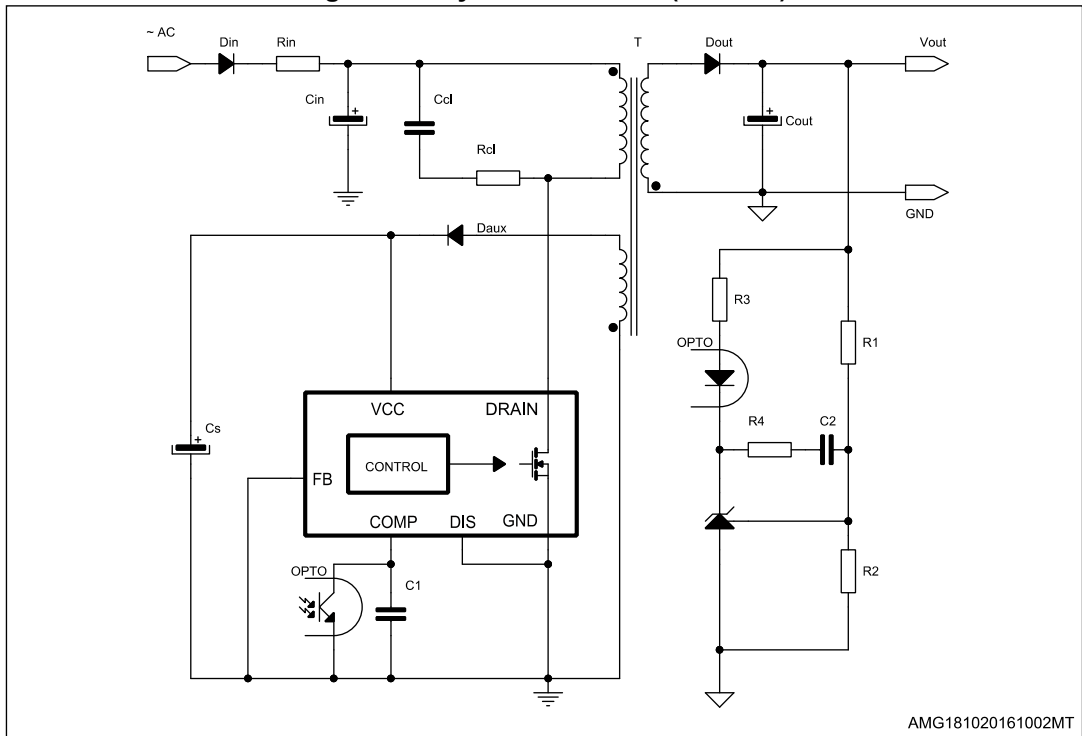 ~ AC
Din
Rin
T
Dout
Vout
Cin
+
Ccl
+
Cout
Rcl
GND
Daux
R3
OPTO
R1
VCC
DRAIN
Cs
+
R4
C2
CONTROL
FB
COMP
DIS
GND
OPTO
C1
R2
AMG181020161002MT